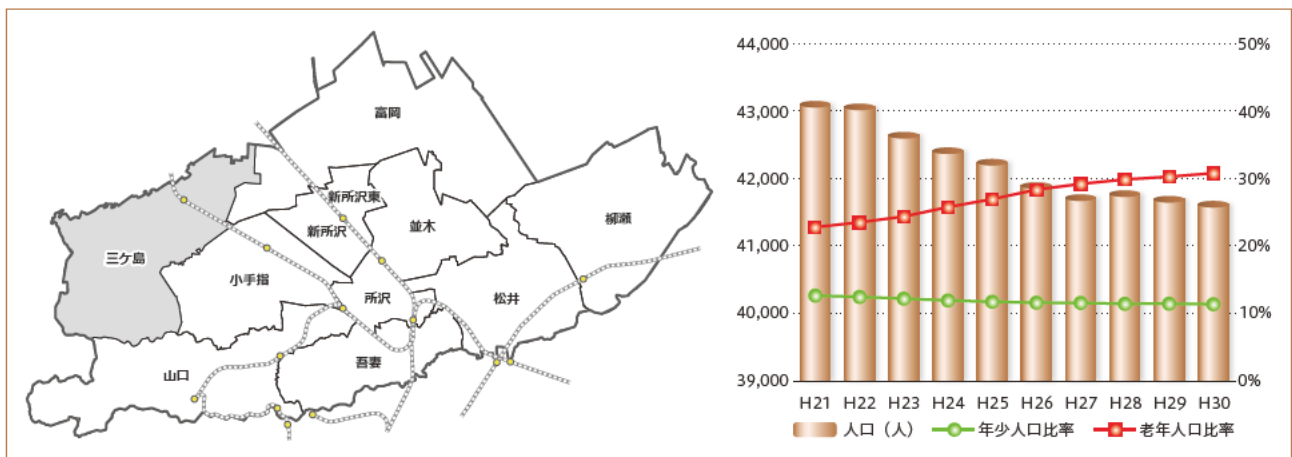 富岡
新所沢東
新所沢
並木
柳瀬
三ケ島
小手指
所沢
松井
吾妻
山口
44,000
43,000
42,000
41,000
40,000
39,000
50%
40%
30%
20%
10%
0%
H21 H22 H23 H24 H25 H26 H27 H28 H29 H30
人口（人） 年少人口比率 老年人口比率